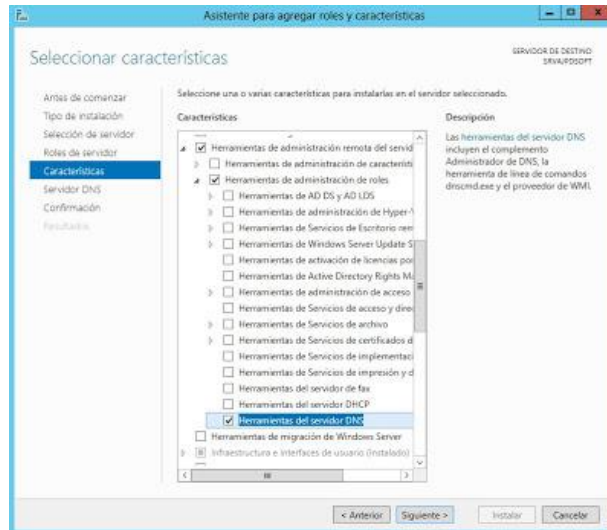 Asistente para agregar roles y características
Seleccionar características
SERVIDOR DE DESTINO
Antes de comenzar
Tipo de instalación
Selección de servidor
Roles de servidor
Características
Servidor DNS
Confirmación
Resultados
Seleccione una o varias características para instalarlas en el servidor seleccionado.
Características
Herramientas de administración remota del servid
Herramientas de administración de característi
Herramientas de administración de roles
Herramientas de AD DS y AD LDS
Herramientas de administración de Hyper-V
Herramientas de Servicios de Escritorio rem
Herramientas de Windows Server Update S
Herramientas de activación de licencias por
Herramientas de Active Directory Rights Ma
Herramientas de administración de acceso
Herramientas de Servicios de acceso y direc
Herramientas de Servicios de archivo
Herramientas de Servicios de certificados d
Herramientas de Servicios de implementaci
Herramientas de Servicios de impresión y d
Herramientas del servidor de fax
Herramientas del servidor DHCP
Herramientas del servidor DNS
Herramientas de migración de Windows Server
Infraestructura e interfaces de usuario (Instalado)
Descripción
Las herramientas del servidor DNS
incluyen el complemento
Administrador de DNS, la
herramienta de línea de comandos
dnscmd.exe y el proveedor de WMI.
< Anterior
Siguiente >
Instalar
Cancelar